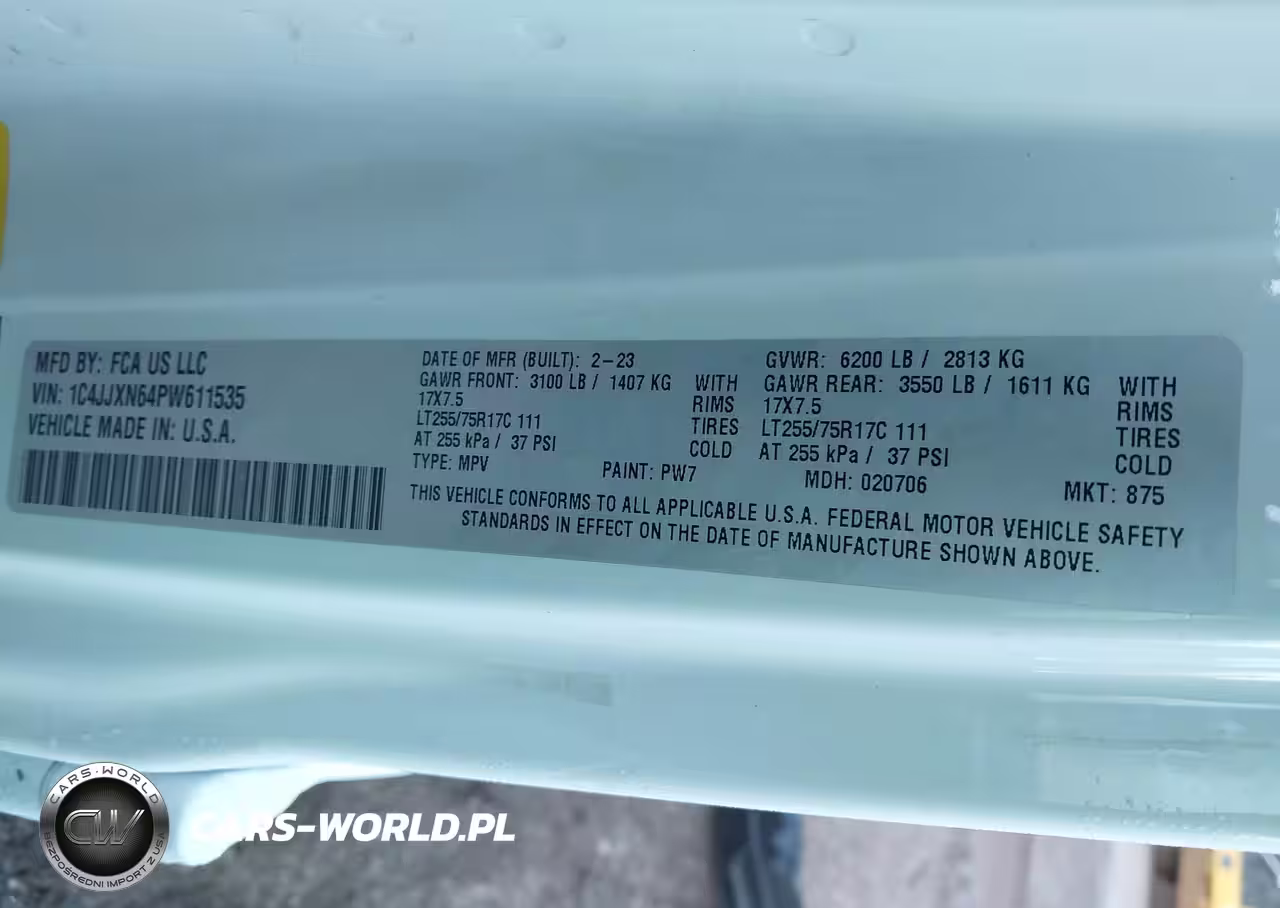 MFD BY: FCA US LLC
VIN: 1C4JJXN64PW611535
VEHICLE MADE IN: U.S.A.
DATE OF MFR (BUILT): 2-23
GVWR: 6200 LB / 2813 KG
GAWR FRONT: 3100 LB / 1407 KG WITH
17X7.5 RIMS
LT255/75R17C 111 TIRES
AT 255 kPa / 37 PSI COLD
GAWR REAR: 3550 LB / 1611 KG WITH
17X7.5 RIMS
LT255/75R17C 111 TIRES
AT 255 kPa / 37 PSI COLD
TYPE: MPV PAINT: PW7 MDH: 020706 MKT: 875
THIS VEHICLE CONFORMS TO ALL APPLICABLE U.S.A. FEDERAL MOTOR VEHICLE SAFETY
STANDARDS IN EFFECT ON THE DATE OF MANUFACTURE SHOWN ABOVE.
CARS-WORLD
CW
BEZPOŚREDNI IMPORT Z USA
CARS-WORLD.PL